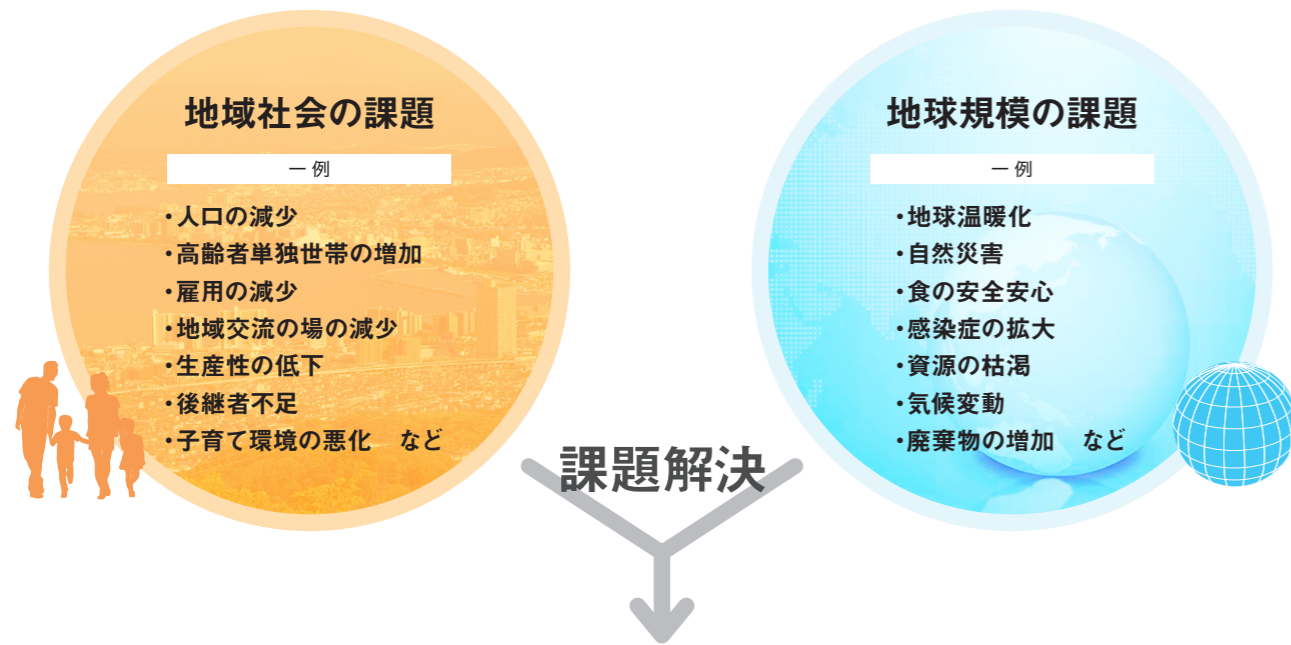 地域社会の課題
一例
・人口の減少
・高齢者単独世帯の増加
・雇用の減少
・地域交流の場の減少
・生産性の低下
・後継者不足
・子育て環境の悪化　など
地球規模の課題
一例
・地球温暖化
・自然災害
・食の安全安心
・感染症の拡大
・資源の枯渇
・気候変動
・廃棄物の増加　など
課題解決